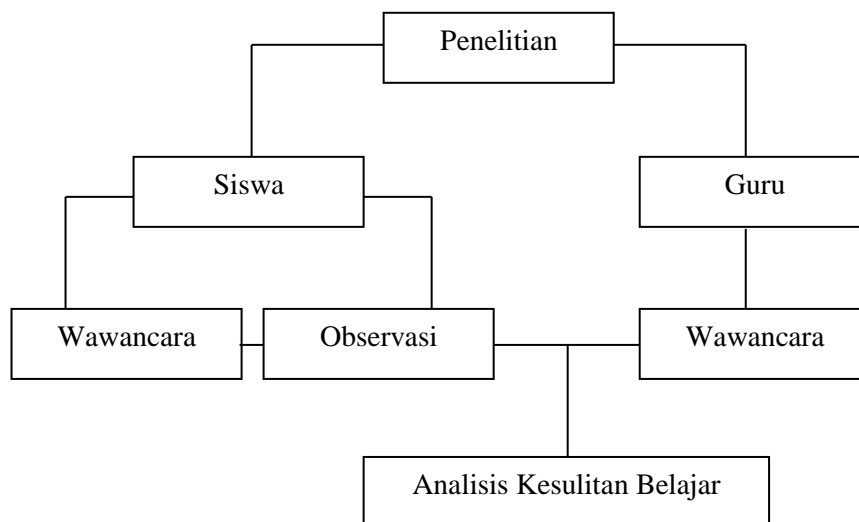 Penelitian
Siswa
Guru
Wawancara
Observasi
Wawancara
Analisis Kesulitan Belajar